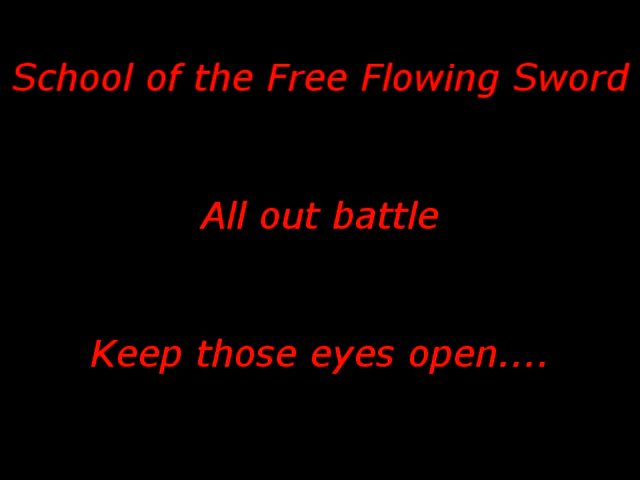 School of the Free Flowing Sword
All out battle
Keep those eyes open....